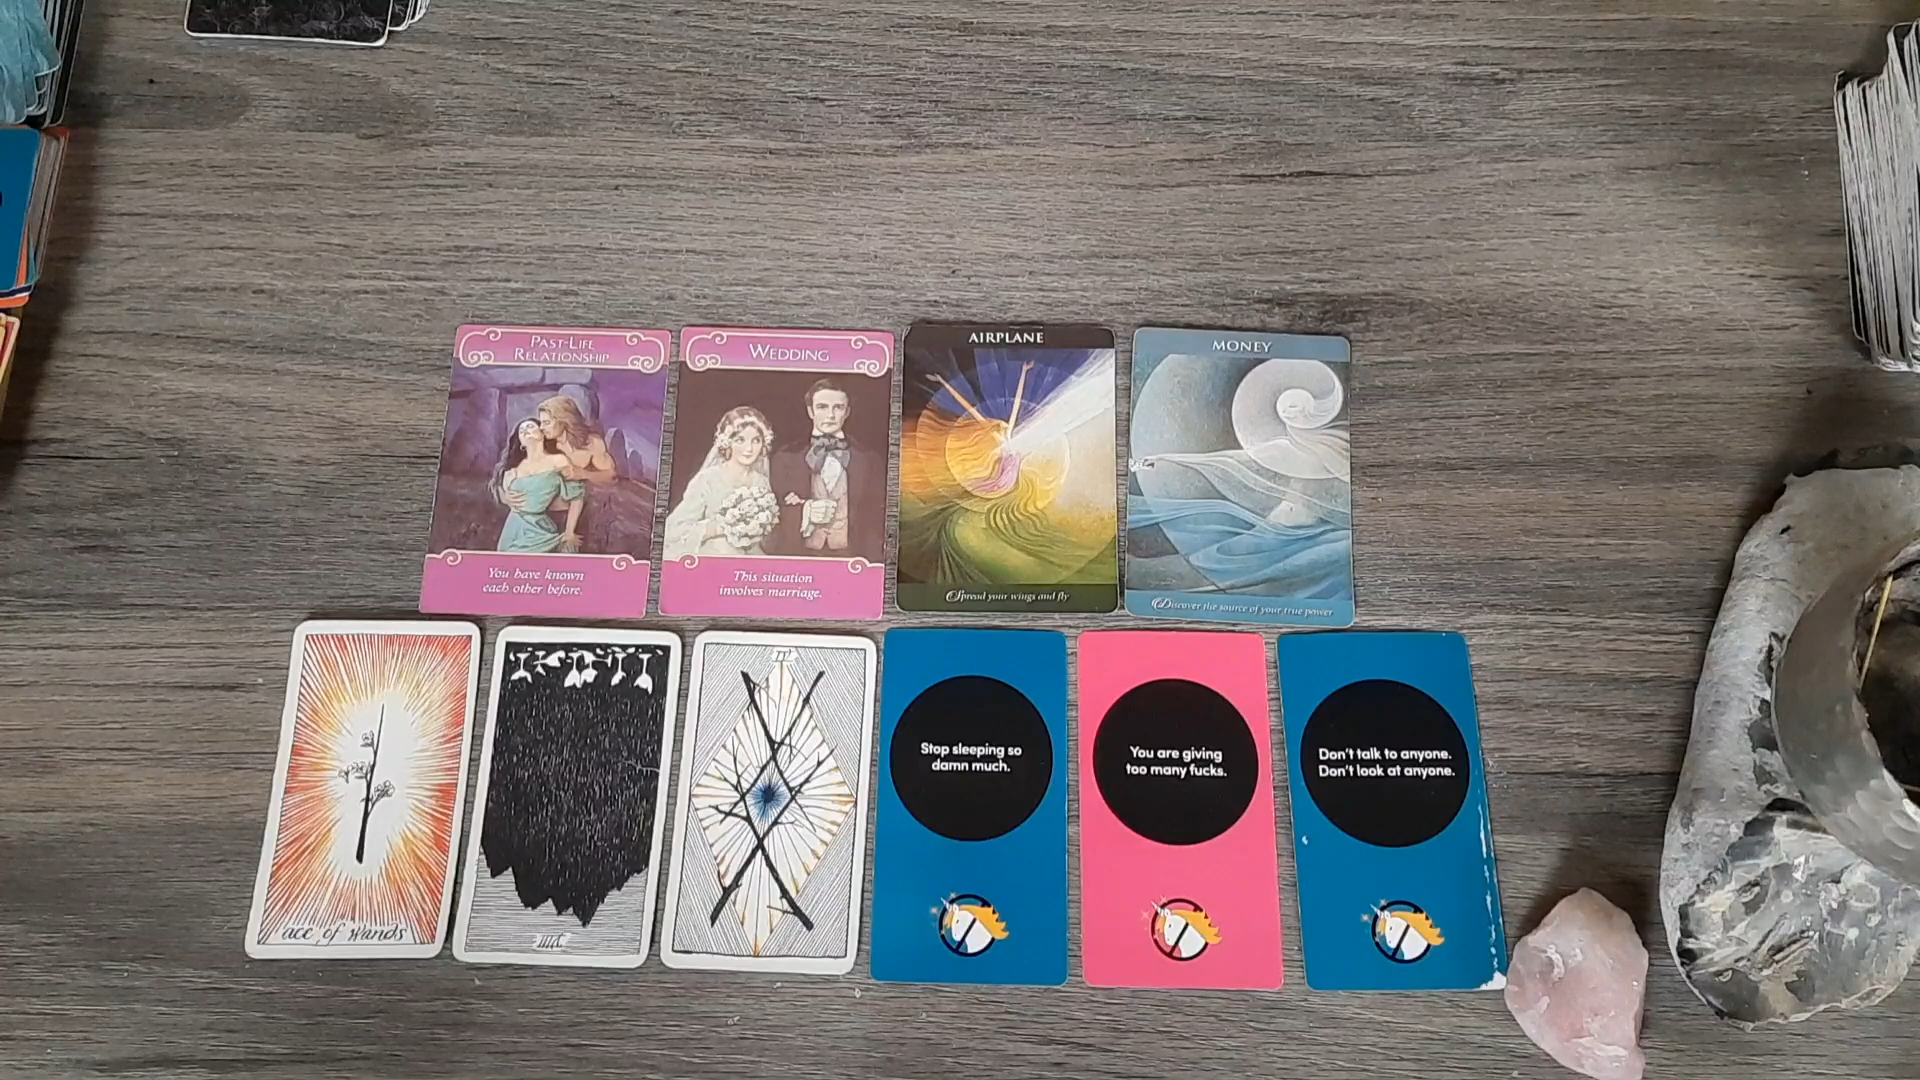 PAST-LIFE
RELATIONSHIP
You have known
each other before.
WEDDING
This situation
involves marriage.
AIRPLANE
Spread your wings and fly
MONEY
Discover the source of your true power
ace of wands
Stop sleeping so
damn much.
You are giving
too many fucks.
Don't talk to anyone.
Don't look at anyone.